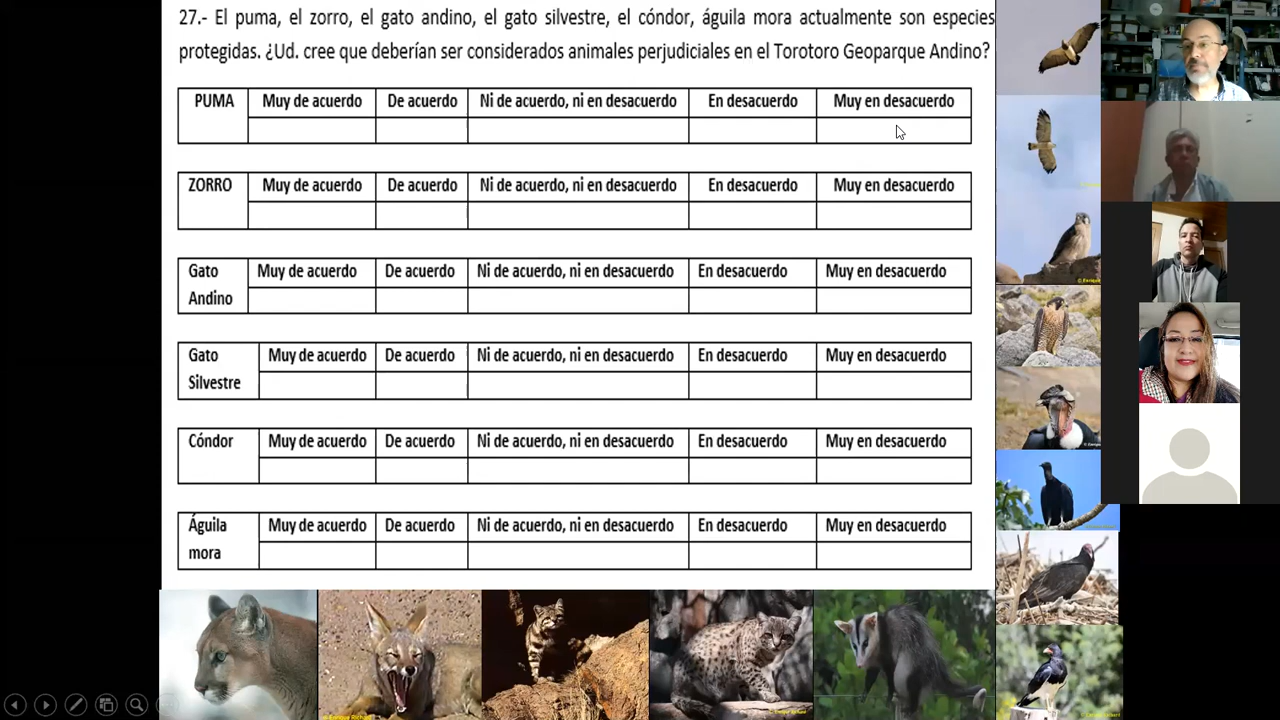 27.- El puma, el zorro, el gato andino, el gato silvestre, el cóndor, águila mora actualmente son especies
protegidas. ¿Ud. cree que deberían ser considerados animales perjudiciales en el Torotoro Geoparque Andino?
PUMA Muy de acuerdo De acuerdo Ni de acuerdo, ni en desacuerdo En desacuerdo Muy en desacuerdo
ZORRO Muy de acuerdo De acuerdo Ni de acuerdo, ni en desacuerdo En desacuerdo Muy en desacuerdo
Gato Muy de acuerdo De acuerdo Ni de acuerdo, ni en desacuerdo En desacuerdo Muy en desacuerdo
Andino
Gato Muy de acuerdo De acuerdo Ni de acuerdo, ni en desacuerdo En desacuerdo Muy en desacuerdo
Silvestre
Cóndor Muy de acuerdo De acuerdo Ni de acuerdo, ni en desacuerdo En desacuerdo Muy en desacuerdo
Águila Muy de acuerdo De acuerdo Ni de acuerdo, ni en desacuerdo En desacuerdo Muy en desacuerdo
mora
© Enrique Richard